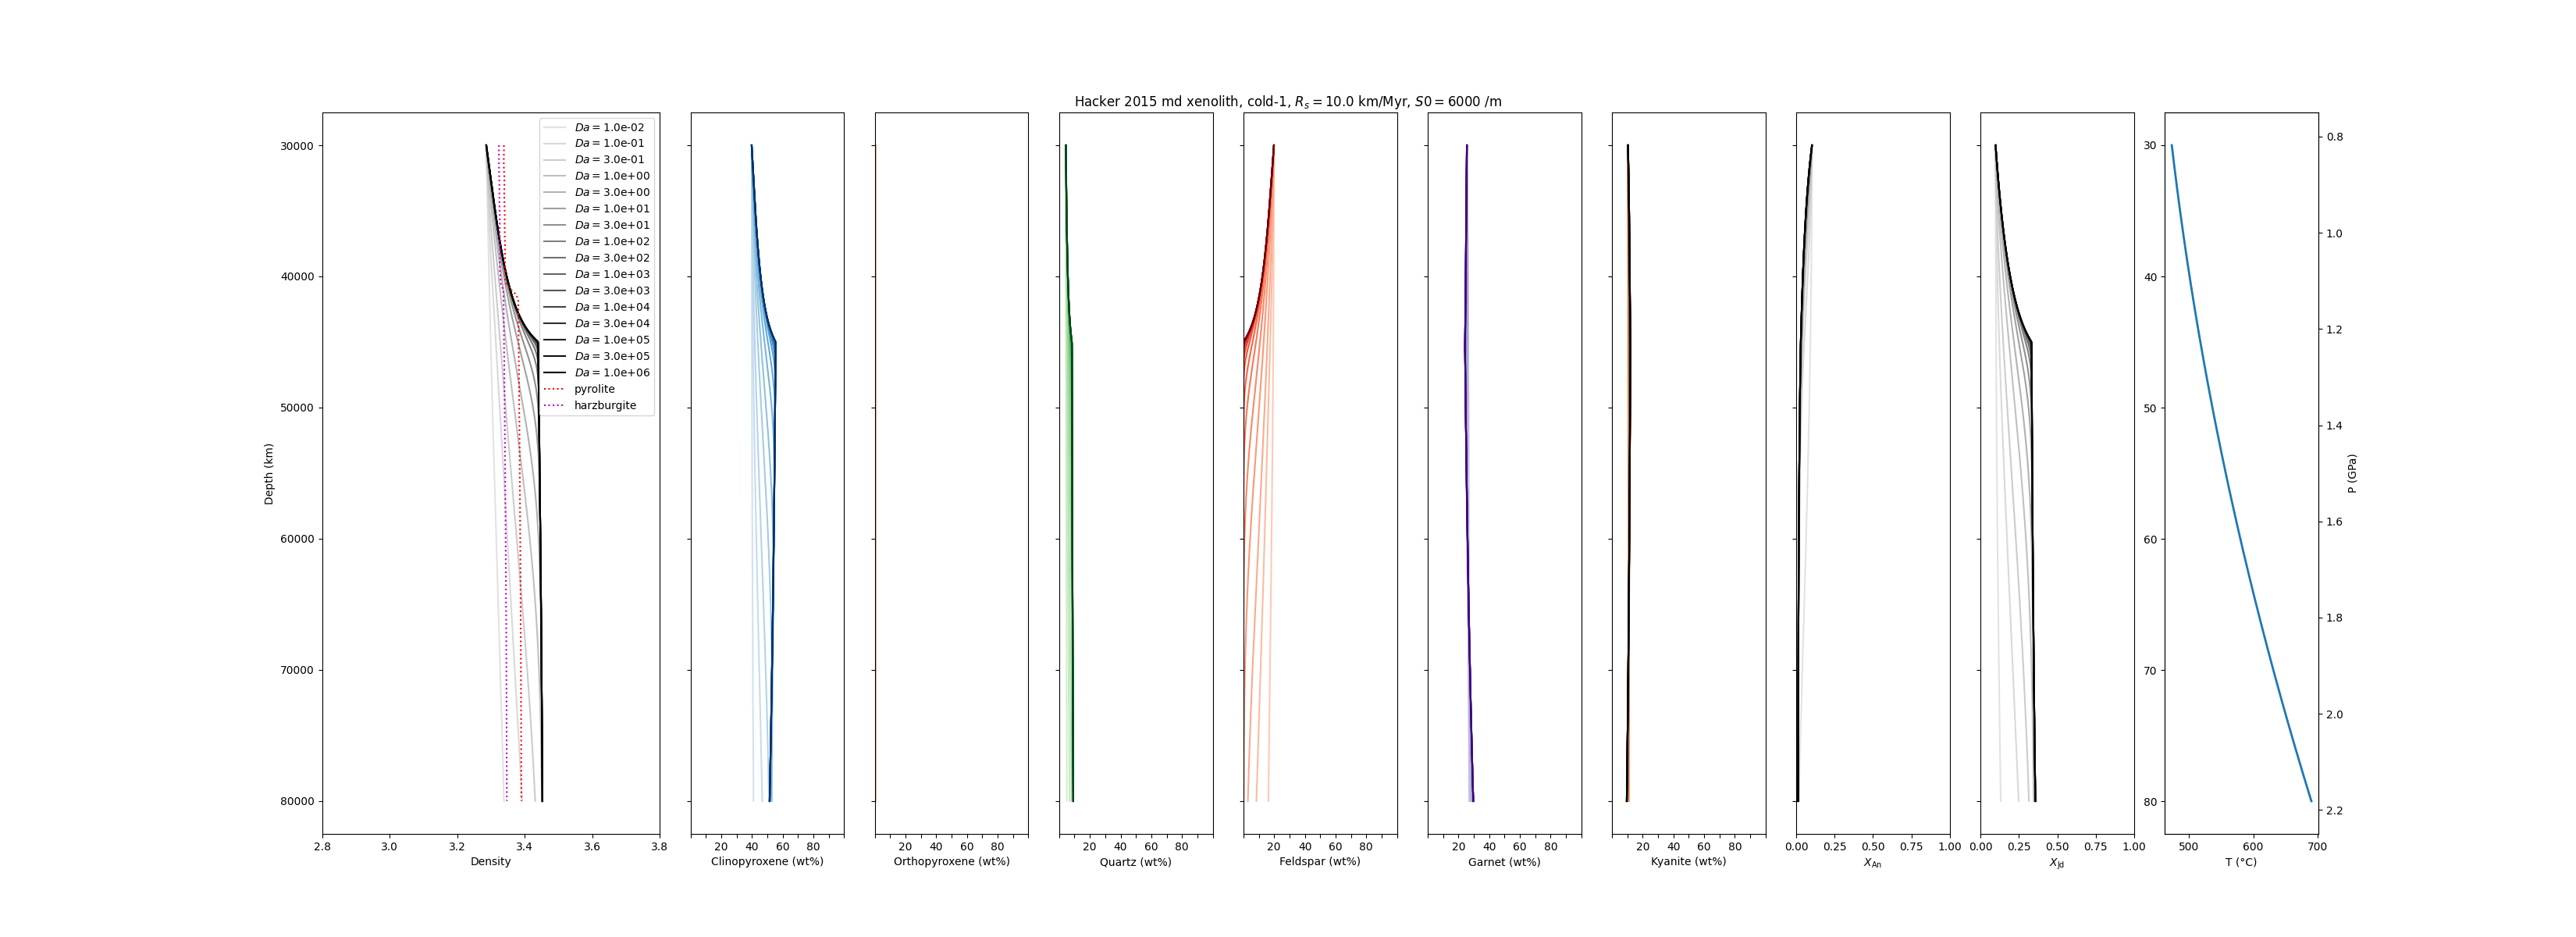 Hacker 2015 md xenolith, cold-1, R_s = 10.0 km/Myr, S0 = 6000 /m
Da = 1.0e-02
Da = 1.0e-01
Da = 3.0e-01
Da = 1.0e+00
Da = 3.0e+00
Da = 1.0e+01
Da = 3.0e+01
Da = 1.0e+02
Da = 3.0e+02
Da = 1.0e+03
Da = 3.0e+03
Da = 1.0e+04
Da = 3.0e+04
Da = 1.0e+05
Da = 3.0e+05
Da = 1.0e+06
pyrolite
harzburgite
Depth (km)
30000
40000
50000
60000
70000
80000
2.8 3.0 3.2 3.4 3.6 3.8
Density
20 40 60 80
Clinopyroxene (wt%)
20 40 60 80
Orthopyroxene (wt%)
20 40 60 80
Quartz (wt%)
20 40 60 80
Feldspar (wt%)
20 40 60 80
Garnet (wt%)
20 40 60 80
Kyanite (wt%)
0.00 0.25 0.50 0.75 1.00
X_An
0.00 0.25 0.50 0.75 1.00
X_Jd
30
40
50
60
70
80
500 600 700
T (°C)
0.8
1.0
1.2
1.4
1.6
1.8
2.0
2.2
P (GPa)